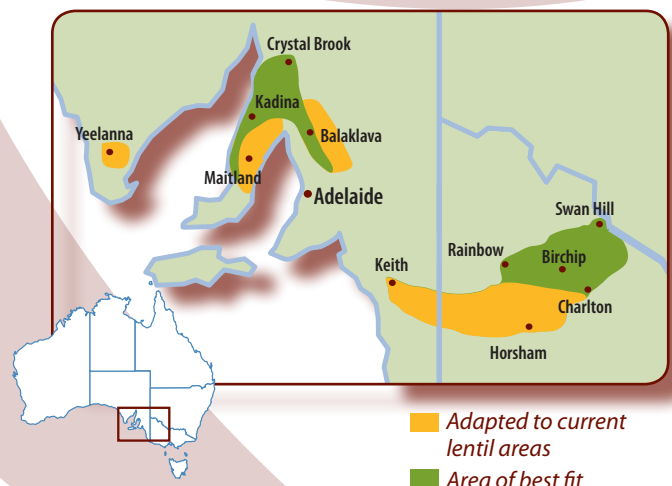 Crystal Brook
Kadina
Yeelanna
Balaklava
Maitland
Adelaide
Swan Hill
Rainbow
Birchip
Keith
Charlton
Horsham
Adapted to current
lentil areas
Area of best fit